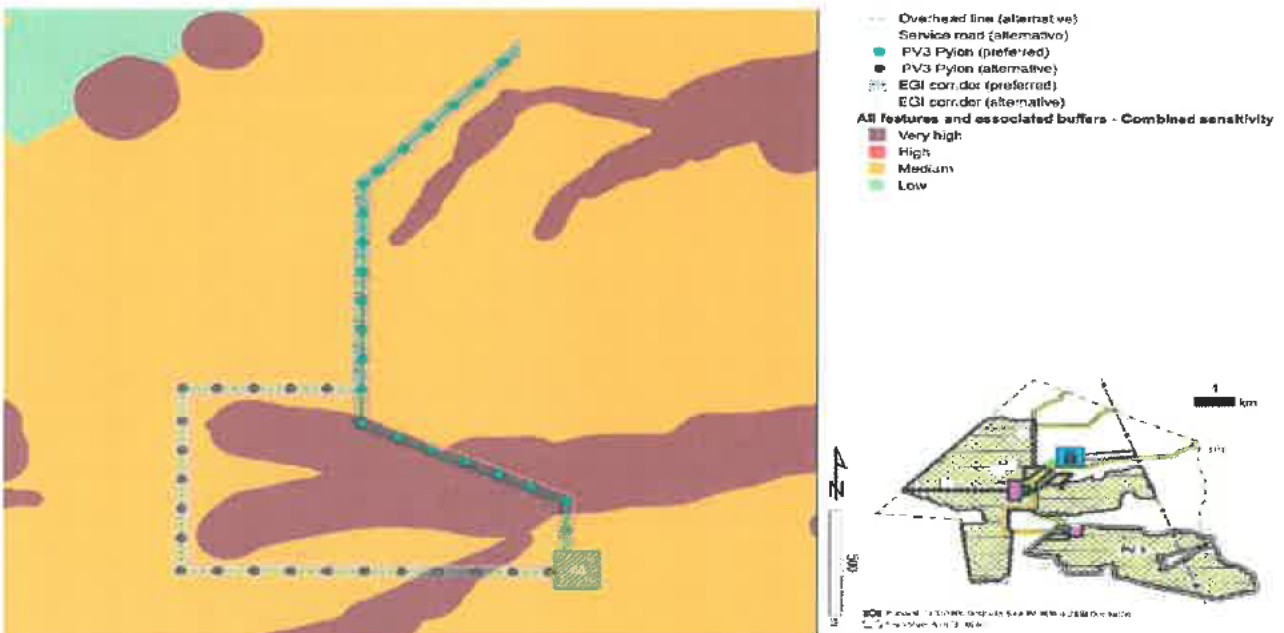 Overhead line (alternative)
Service road (alternative)
PV3 Pylon (preferred)
PV3 Pylon (alternative)
EGI corridor (preferred)
EGI corridor (alternative)
All features and associated buffers - Combined sensitivity
Very high
High
Medium
Low
1
km
N
500